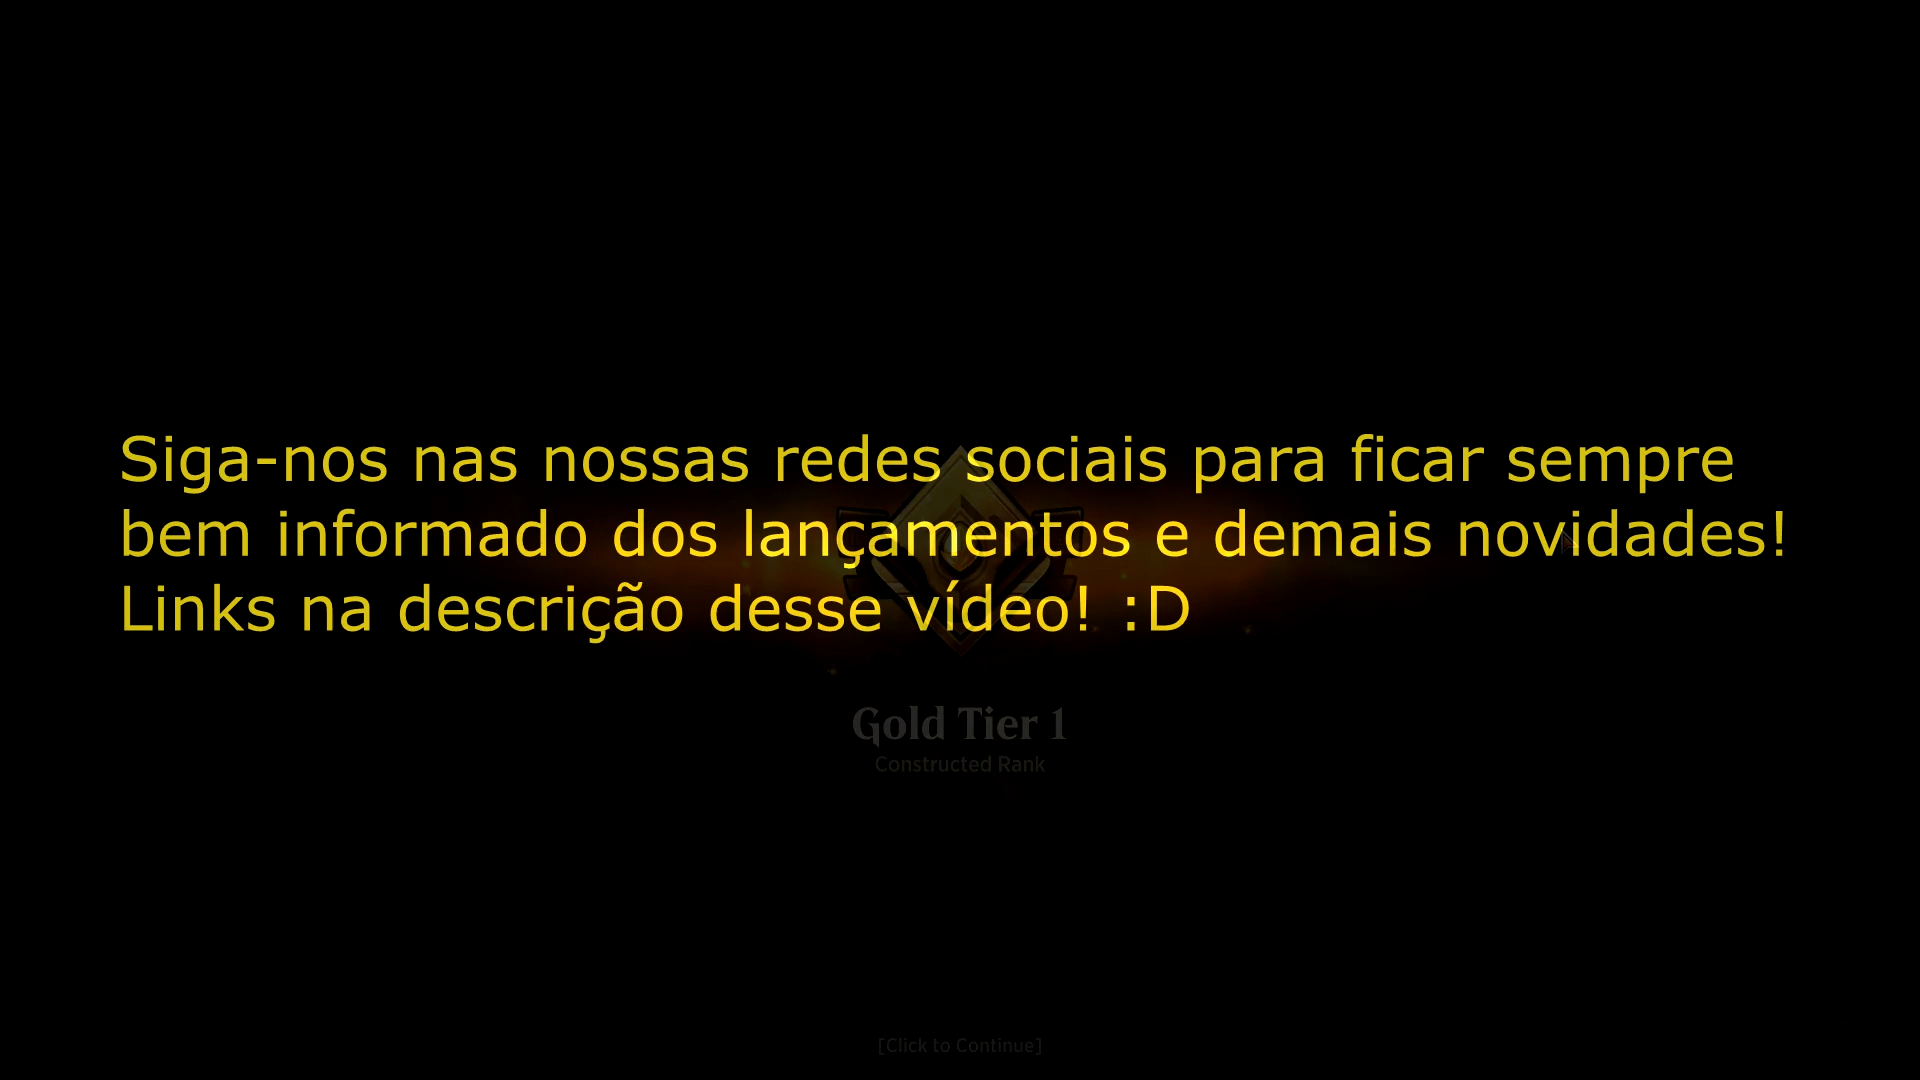 Siga-nos nas nossas redes sociais para ficar sempre
bem informado dos lançamentos e demais novidades!
Links na descrição desse vídeo! :D
Gold Tier 1
Constructed Rank
[Click to Continue]